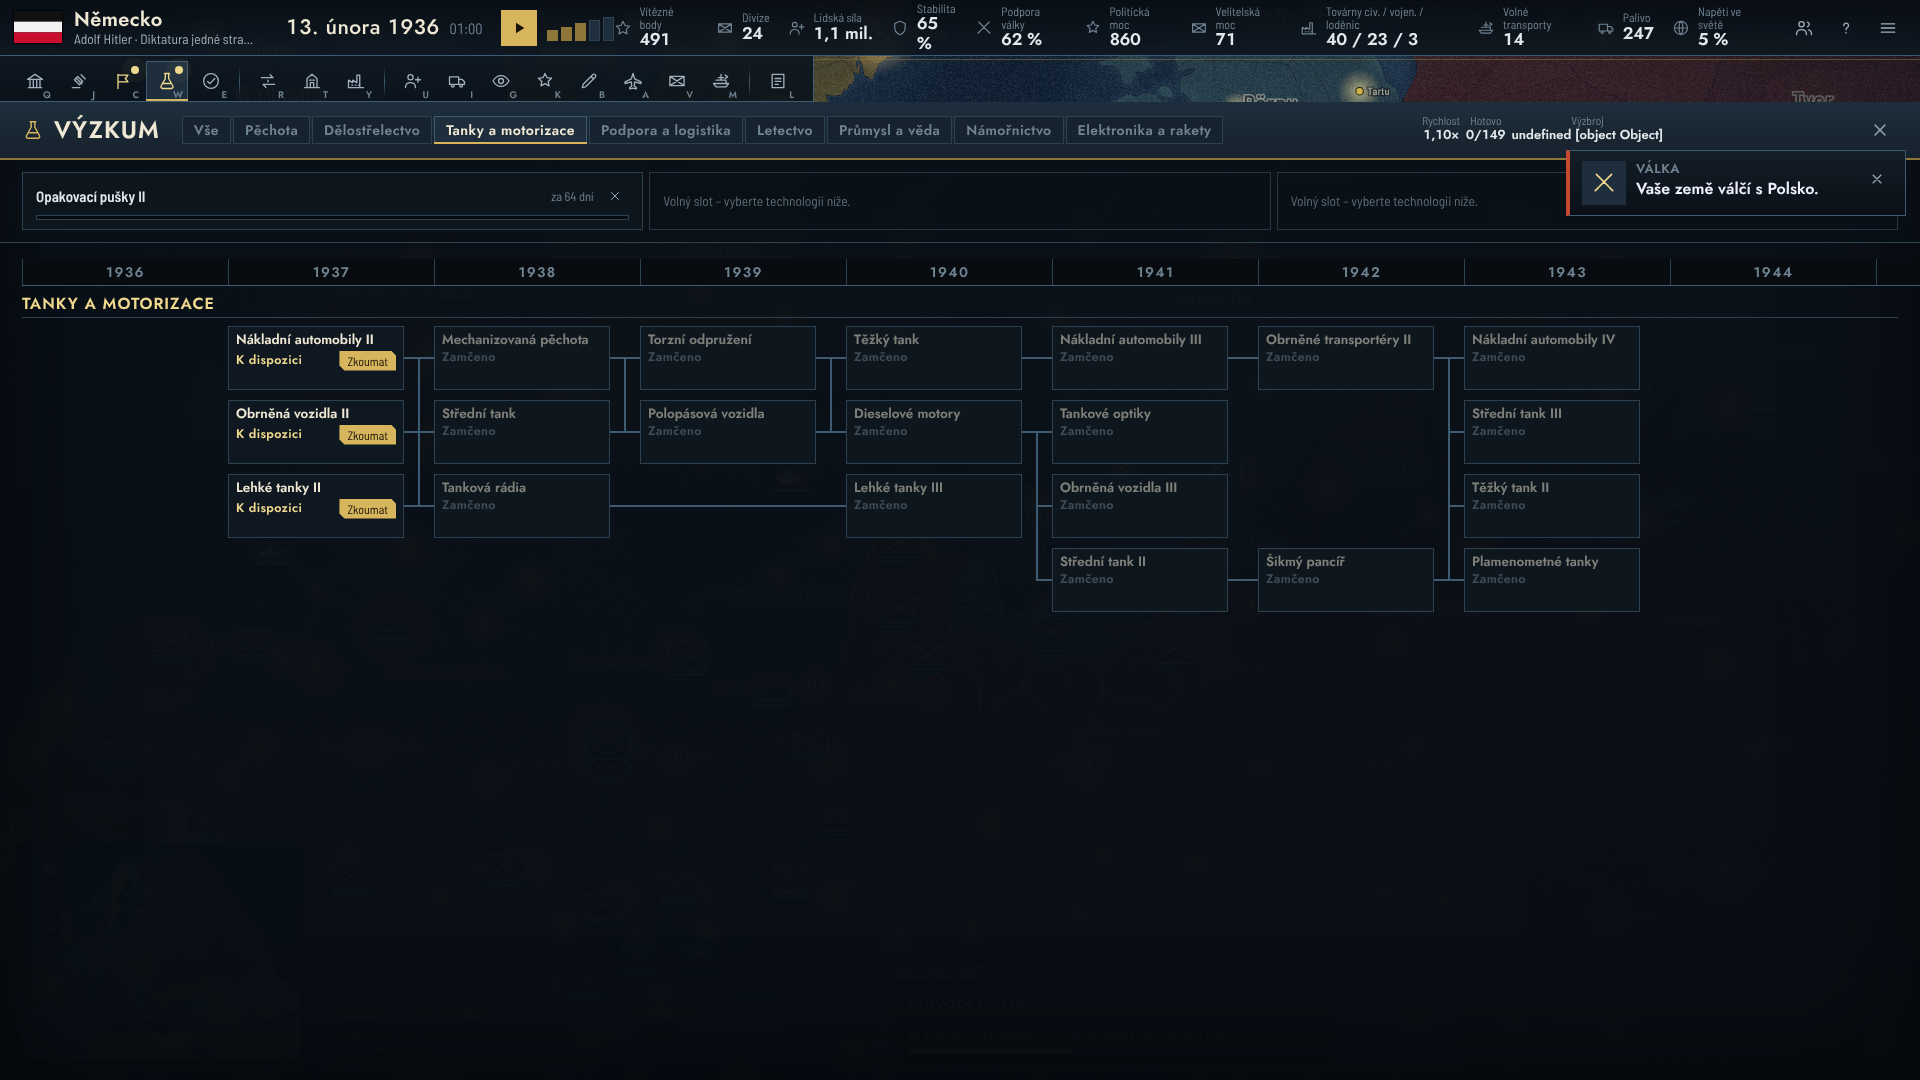 Německo
Adolf Hitler · Diktatura jedné stra...
13. února 1936 01:00
Vítězné body
491
Divize
24
Lidská síla
1,1 mil.
Stabilita
65 %
Podpora války
62 %
Politická moc
860
Velitelská moc
71
Továrny civ. / vojen. / loděnic
40 / 23 / 3
Volné transporty
14
Palivo
247
Napětí ve světě
5 %
?
Q J C W E R T Y U I G K B A V M L
Tartu
VÝZKUM
Vše
Pěchota
Dělostřelectvo
Tanky a motorizace
Podpora a logistika
Letectvo
Průmysl a věda
Námořnictvo
Elektronika a rakety
Rychlost Hotovo Výzbroj
1,10× 0/149 undefined [object Object]
VÁLKA
Vaše země válčí s Polsko.
Opakovací pušky II
za 64 dní
Volný slot – vyberte technologii níže.
Volný slot – vyberte technologii níže.
1936 1937 1938 1939 1940 1941 1942 1943 1944
TANKY A MOTORIZACE
Nákladní automobily II
K dispozici
Zkoumat
Mechanizovaná pěchota
Zamčeno
Torzní odpružení
Zamčeno
Těžký tank
Zamčeno
Nákladní automobily III
Zamčeno
Obrněné transportéry II
Zamčeno
Nákladní automobily IV
Zamčeno
Obrněná vozidla II
K dispozici
Zkoumat
Střední tank
Zamčeno
Polopásová vozidla
Zamčeno
Dieselové motory
Zamčeno
Tankové optiky
Zamčeno
Střední tank III
Zamčeno
Lehké tanky II
K dispozici
Zkoumat
Tanková rádia
Zamčeno
Lehké tanky III
Zamčeno
Obrněná vozidla III
Zamčeno
Těžký tank II
Zamčeno
Střední tank II
Zamčeno
Šikmý pancíř
Zamčeno
Plamenometné tanky
Zamčeno